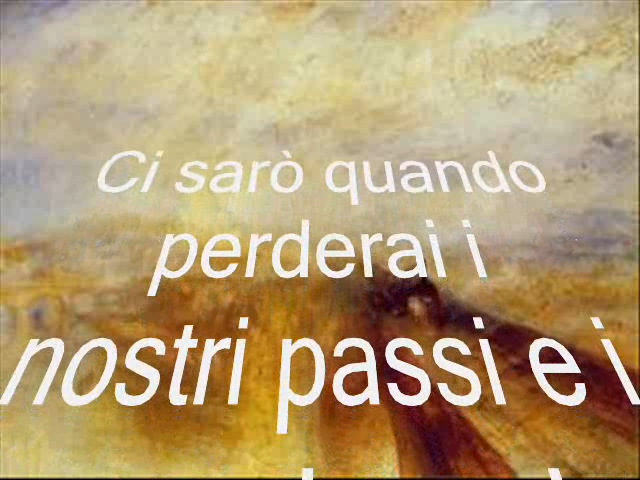 Ci sarò quando
perderai i
nostri passi e i